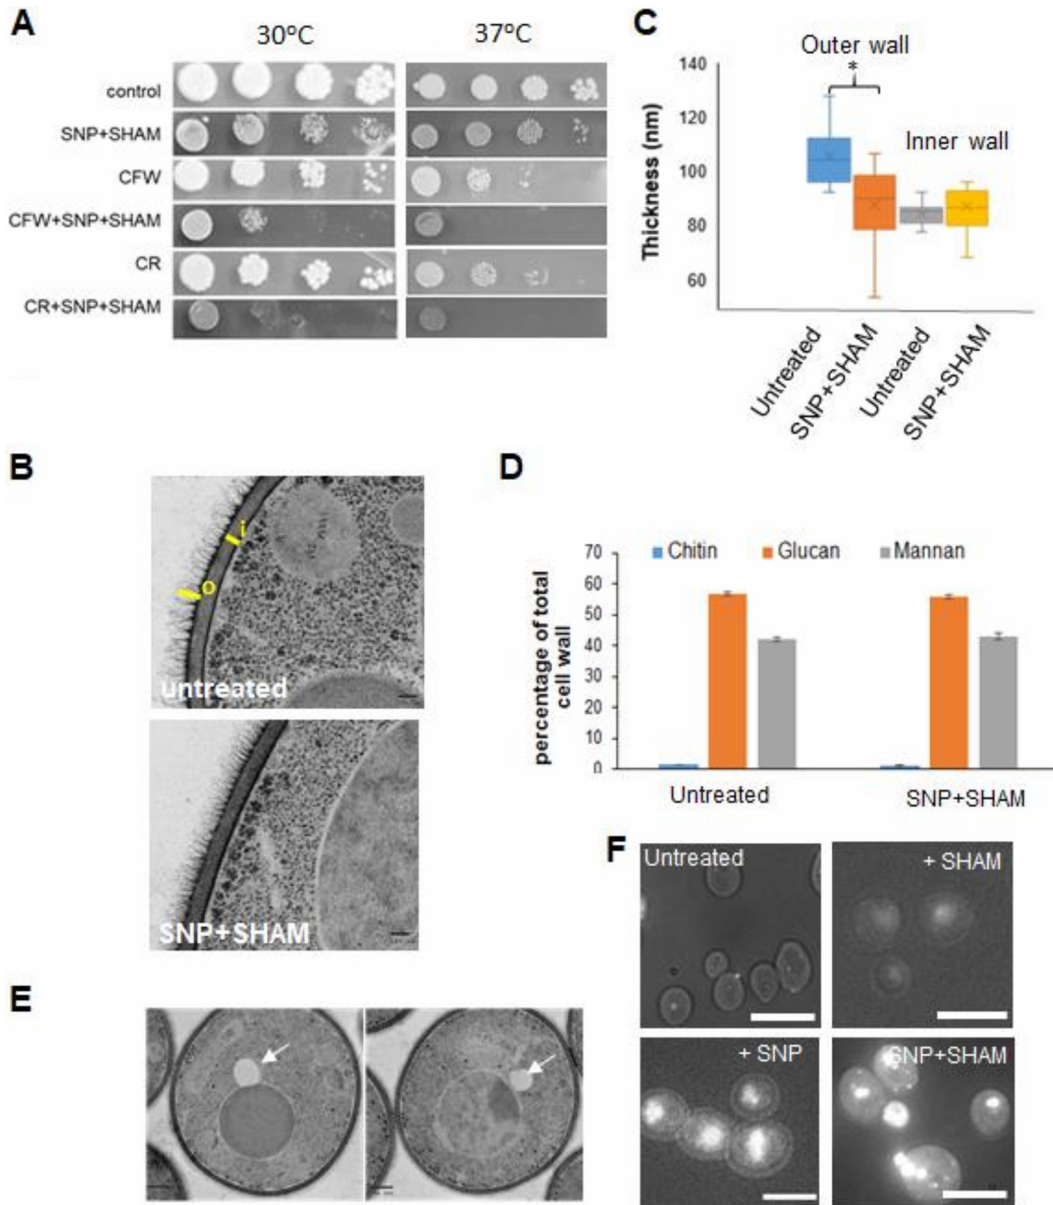 A
30°C 37°C
control
SNP+SHAM
CFW
CFW+SNP+SHAM
CR
CR+SNP+SHAM
C
Outer wall
*
Inner wall
Thickness (nm)
140
120
100
80
60
Untreated
SNP+SHAM
Untreated
SNP+SHAM
B
i
o
untreated
SNP+SHAM
D
percentage of total
cell wall
70
60
50
40
30
20
10
0
Chitin Glucan Mannan
Untreated SNP+SHAM
E
F
Untreated
+ SHAM
+ SNP
SNP+SHAM